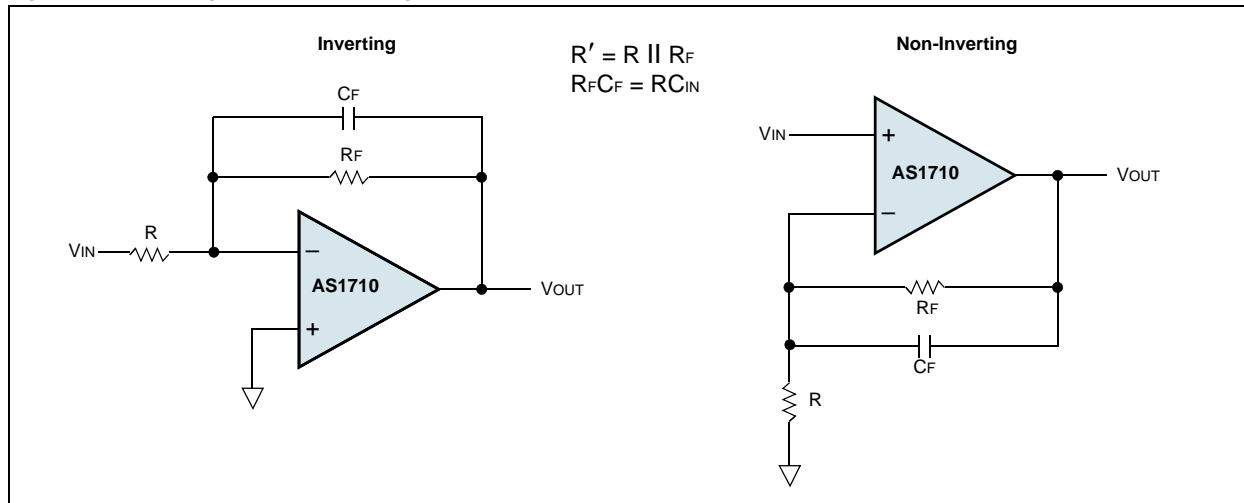 Inverting
R′ = R II RF
RFCF = RCIN
Non-Inverting
CF
RF
VIN
R
−
+
AS1710
VOUT
VIN
+
−
AS1710
VOUT
RF
CF
R